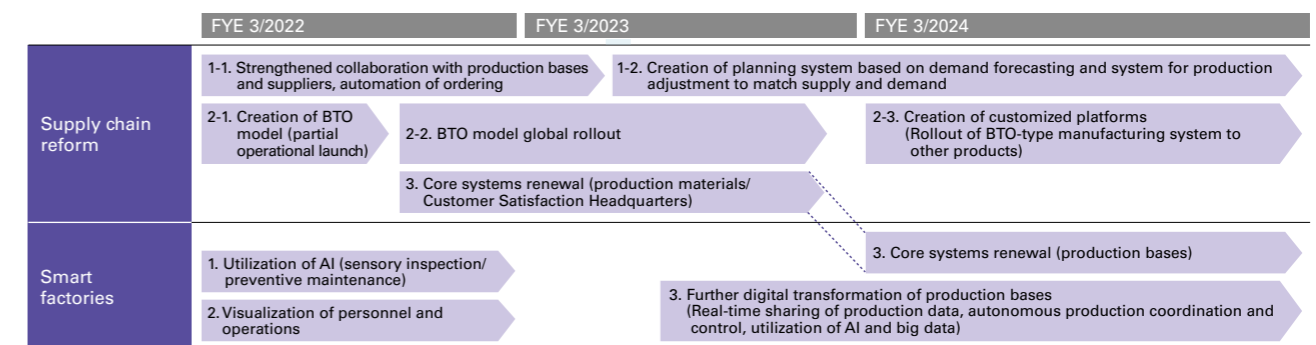 FYE 3/2022
FYE 3/2023
FYE 3/2024
Supply chain
reform
1-1. Strengthened collaboration with production bases
and suppliers, automation of ordering
1-2. Creation of planning system based on demand forecasting and system for production
adjustment to match supply and demand
2-1. Creation of BTO
model (partial
operational launch)
2-2. BTO model global rollout
2-3. Creation of customized platforms
(Rollout of BTO-type manufacturing system to
other products)
3. Core systems renewal (production materials/
Customer Satisfaction Headquarters)
Smart
factories
3. Core systems renewal (production bases)
1. Utilization of AI (sensory inspection/
preventive maintenance)
2. Visualization of personnel and
operations
3. Further digital transformation of production bases
(Real-time sharing of production data, autonomous production coordination and
control, utilization of AI and big data)